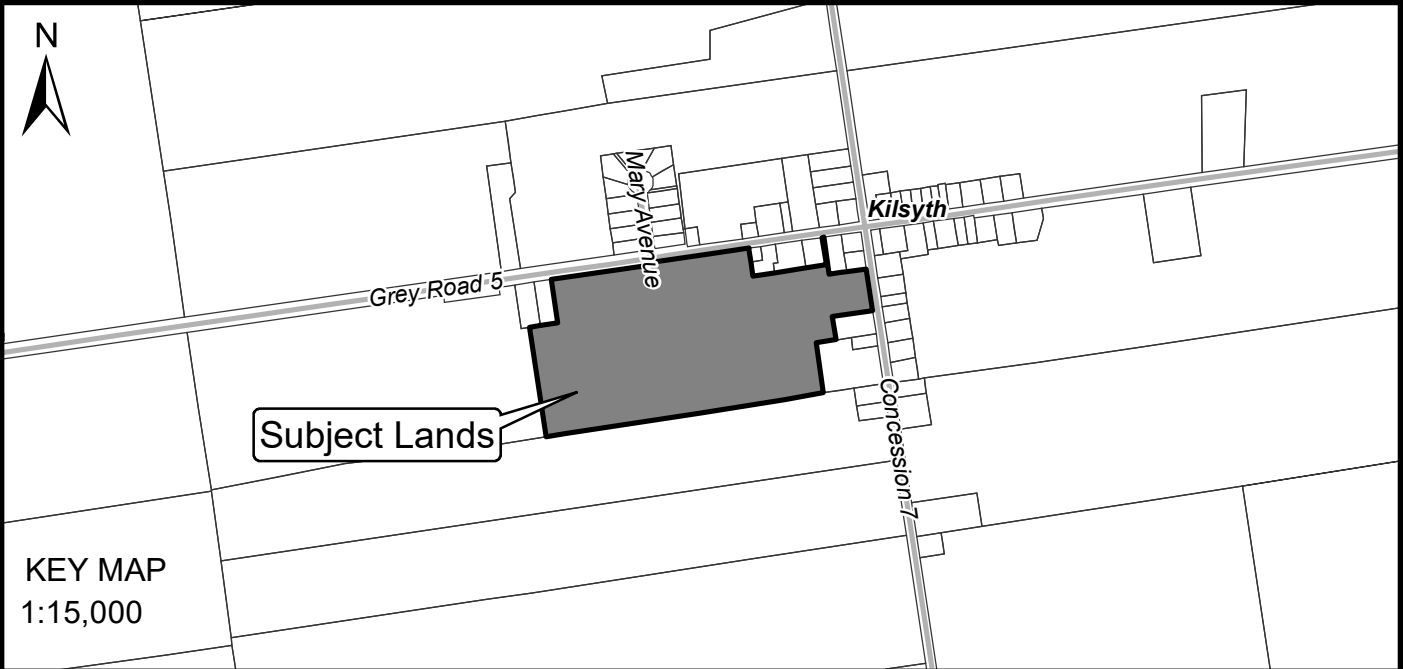 N
Mary Avenue
Kilsyth
Grey Road 5
Subject Lands
Concession 7
KEY MAP
1:15,000